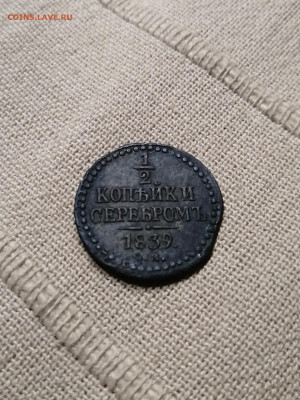 COINS.LAVE.RU
1/2
КОПѢЙКИ
СЕРЕБРОМЪ
1839